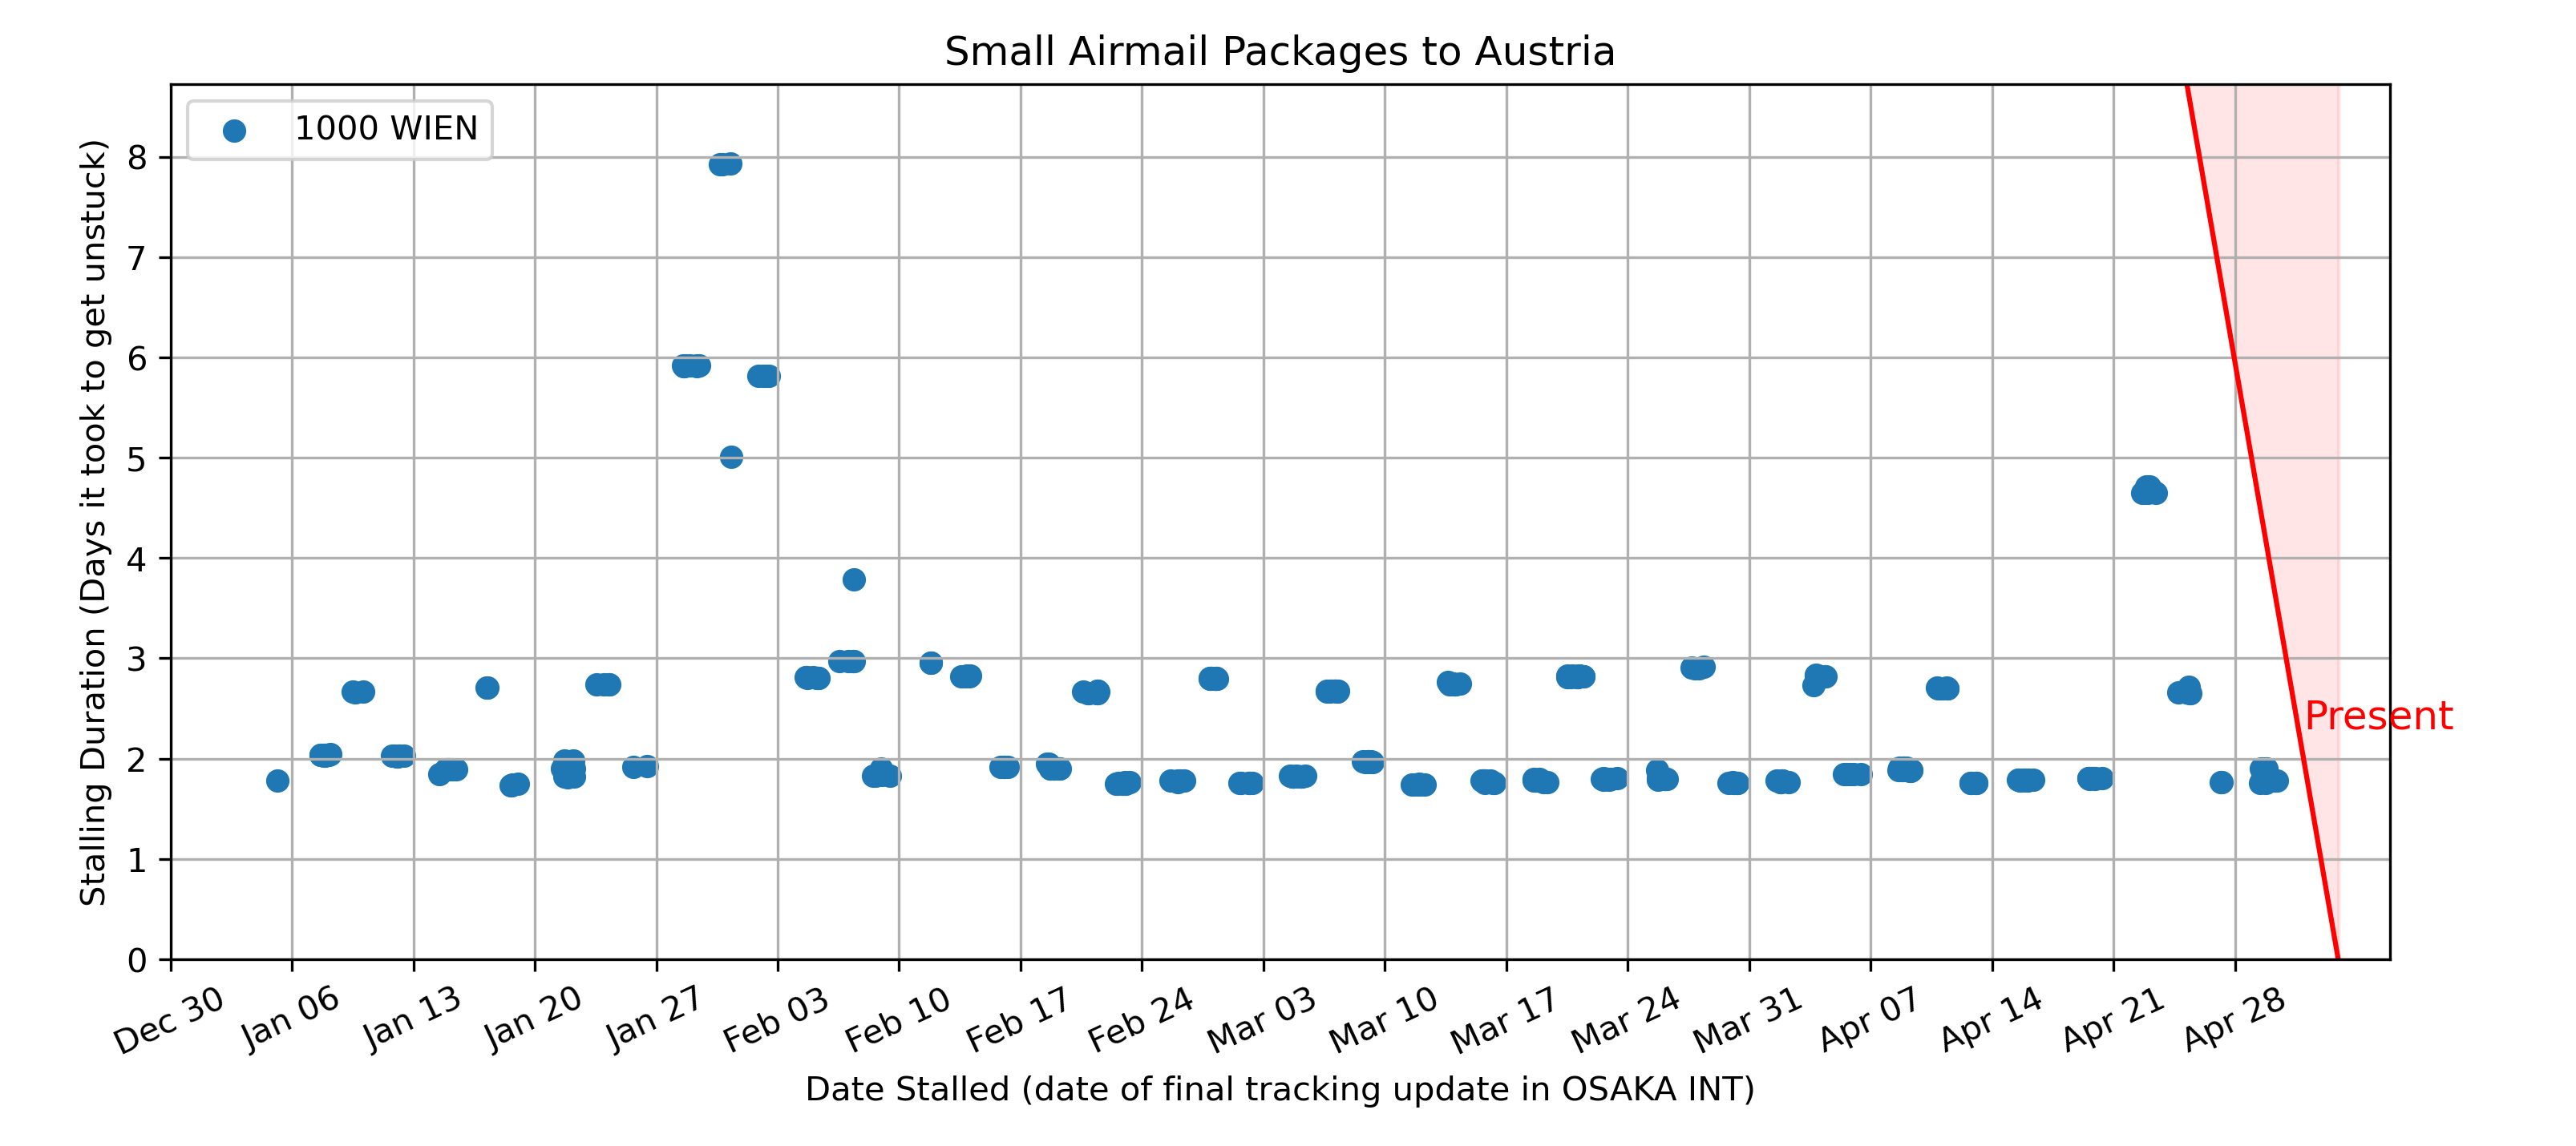 Small Airmail Packages to Austria
1000 WIEN
Stalling Duration (Days it took to get unstuck)
8
7
6
5
4
3
2
1
0
Present
Dec 30
Jan 06
Jan 13
Jan 20
Jan 27
Feb 03
Feb 10
Feb 17
Feb 24
Mar 03
Mar 10
Mar 17
Mar 24
Mar 31
Apr 07
Apr 14
Apr 21
Apr 28
Date Stalled (date of final tracking update in OSAKA INT)